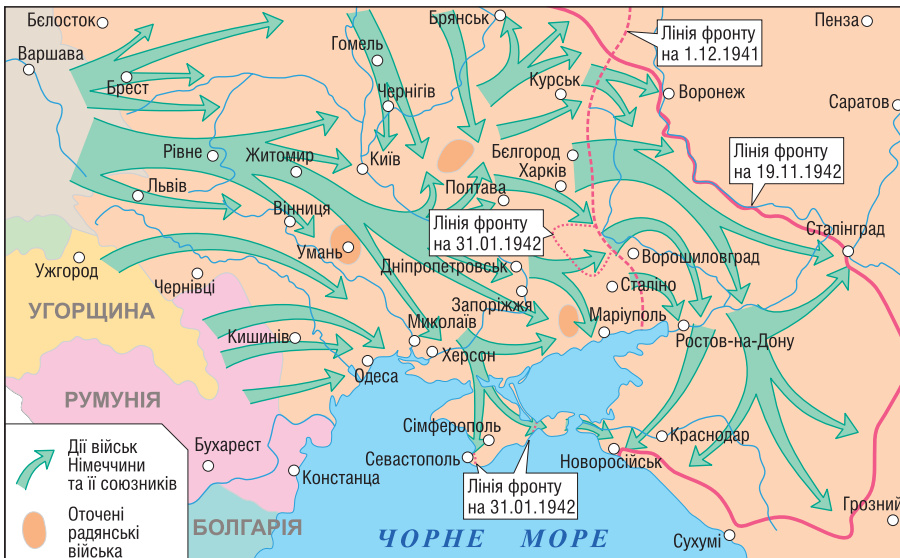 Бєлосток
Варшава
Брест
Гомель
Брянськ
Пенза
Лінія фронту
на 1.12.1941
Чернігів
Курськ
Воронеж
Саратов
Рівне
Житомир
Київ
Бєлгород
Харків
Лінія фронту
на 19.11.1942
Львів
Полтава
Вінниця
Лінія фронту
на 31.01.1942
Сталінград
Умань
Ужгород
Чернівці
Дніпропетровськ
Ворошиловград
Сталіно
УГОРЩИНА
Запоріжжя
Маріуполь
Миколаїв
Кишинів
Херсон
Ростов-на-Дону
Одеса
РУМУНІЯ
Сімферополь
Краснодар
Бухарест
Севастополь
Новоросійськ
Констанца
Лінія фронту
на 31.01.1942
Грозний
БОЛГАРІЯ
ЧОРНЕ МОРЕ
Сухумі
Дії військ
Німеччини
та її союзників
Оточені
радянські
війська